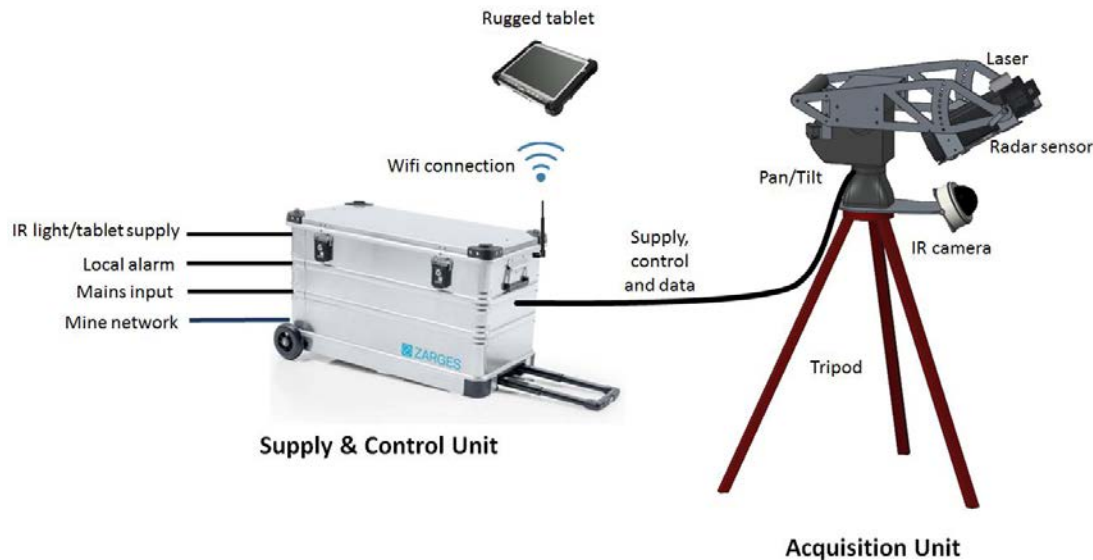 Rugged tablet
Wifi connection
IR light/tablet supply
Local alarm
Mains input
Mine network
ZARGES
Supply & Control Unit
Supply,
control
and data
Laser
Radar sensor
Pan/Tilt
IR camera
Tripod
Acquisition Unit